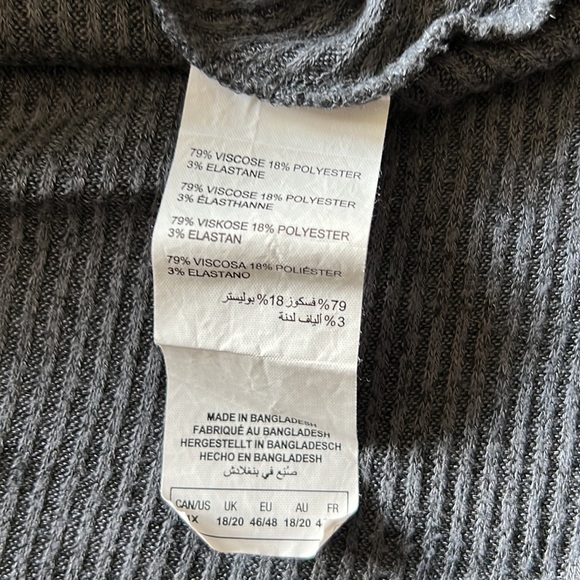 79% VISCOSE 18% POLYESTER
3% ELASTANE
79% VISCOSE 18% POLYESTER
3% ÉLASTHANNE
79% VISKOSE 18% POLYESTER
3% ELASTAN
79% VISCOSA 18% POLIÉSTER
3% ELASTANO
79% فسكوز 18% بوليستر
3% ألياف لدنة
MADE IN BANGLADESH
FABRIQUÉ AU BANGLADESH
HERGESTELLT IN BANGLADESCH
HECHO EN BANGLADESH
صُنِع في بنغلادش
CAN/US UK EU AU FR
18/20 46/48 18/20